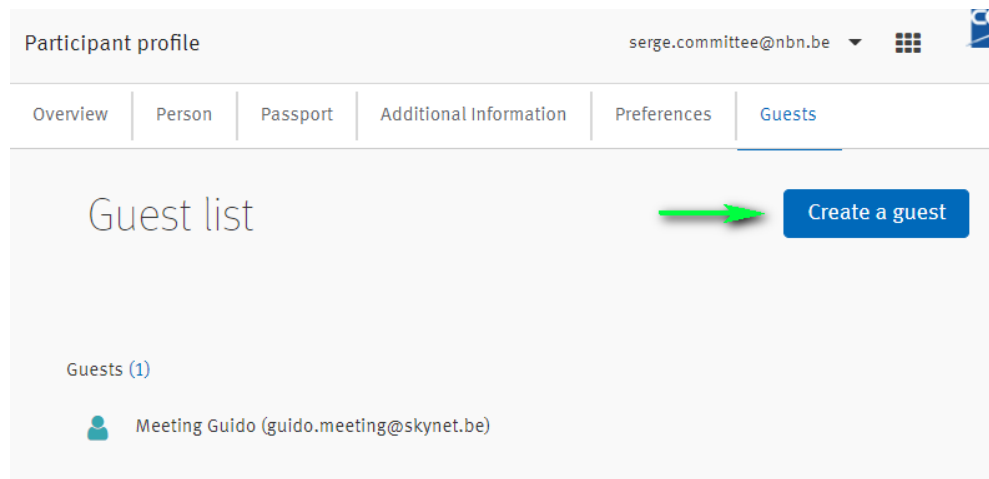 Participant profile
serge.committee@nbn.be
Overview Person Passport Additional Information Preferences Guests
Guest list
Create a guest
Guests (1)
Meeting Guido (guido.meeting@skynet.be)